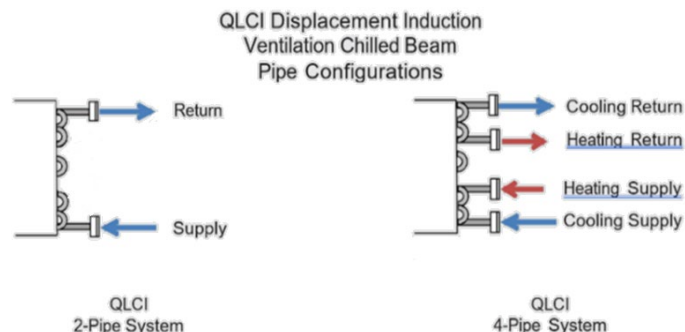 QLCI Displacement Induction
Ventilation Chilled Beam
Pipe Configurations
Return
Supply
QLCI
2-Pipe System
Cooling Return
Heating Return
Heating Supply
Cooling Supply
QLCI
4-Pipe System